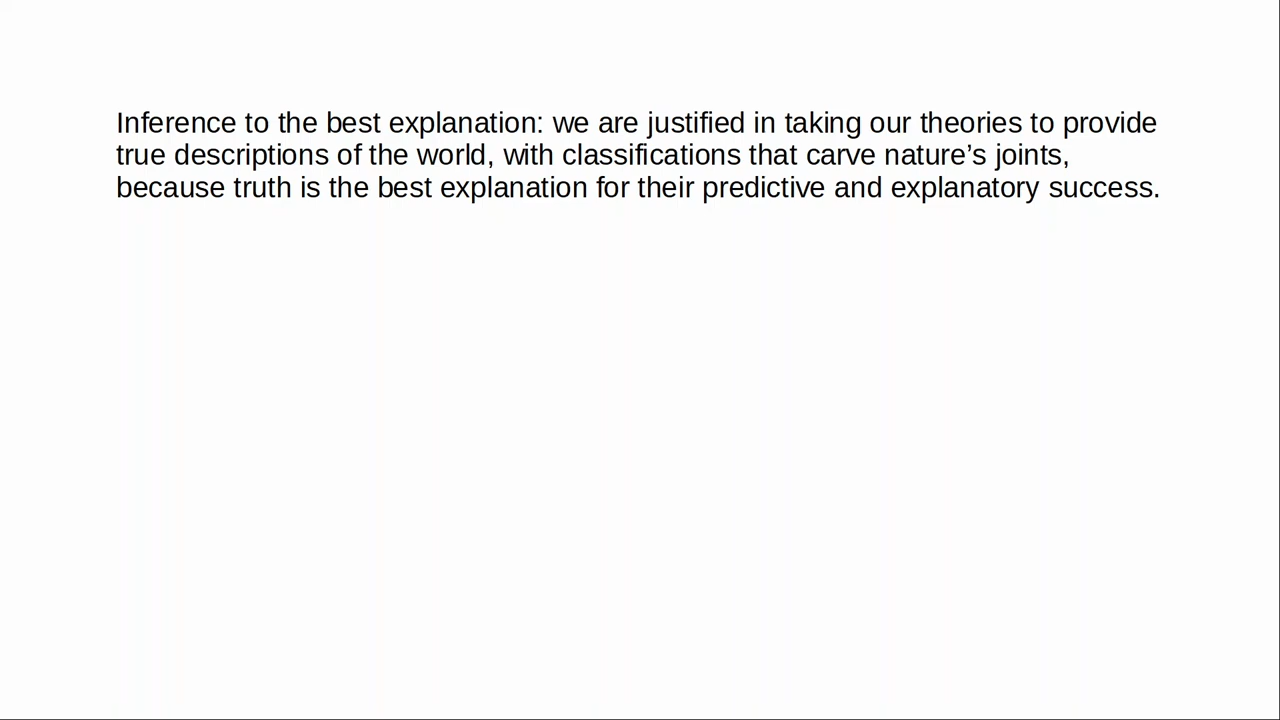 Inference to the best explanation: we are justified in taking our theories to provide
true descriptions of the world, with classifications that carve nature’s joints,
because truth is the best explanation for their predictive and explanatory success.